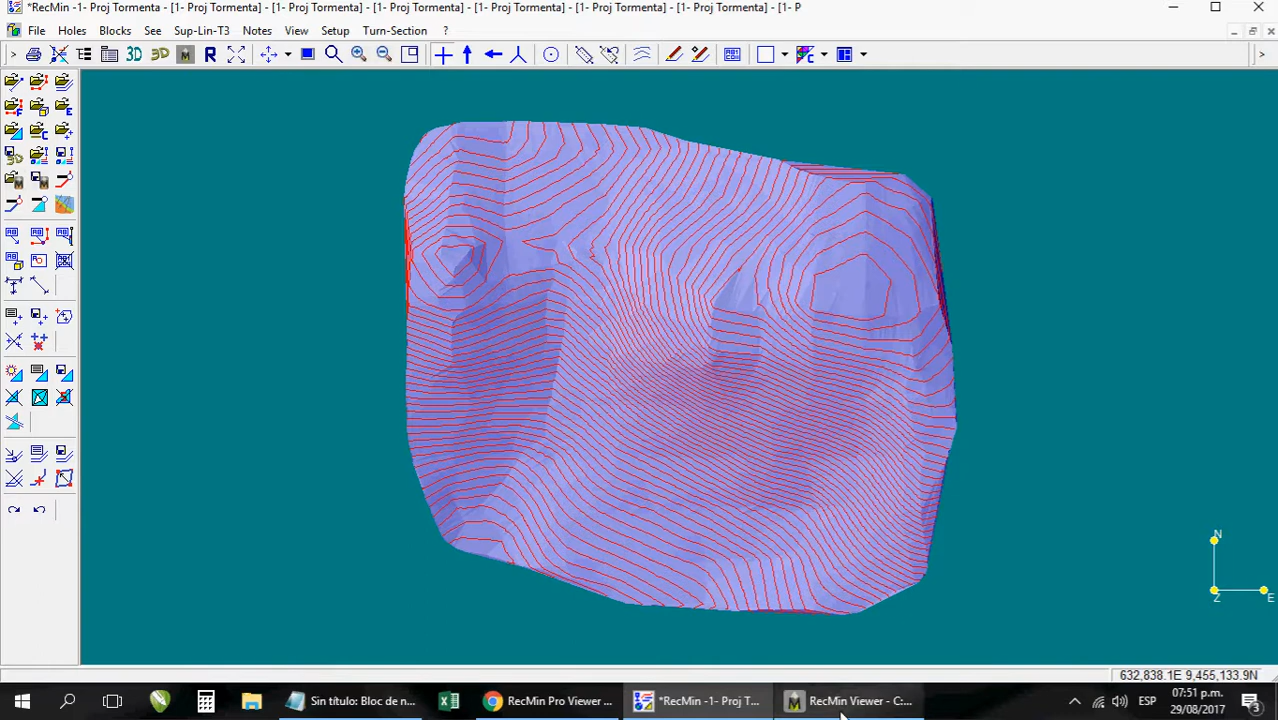 *RecMin -1- Proj Tormenta - [1- Proj Tormenta] - [1- Proj Tormenta] - [1- Proj Tormenta] - [1- Proj Tormenta] - [1- Proj Tormenta] - [1- P
File Holes Blocks See Sup-Lin-T3 Notes View Setup Turn-Section ?
3D 3D M R
N
Z E
632,838.1E 9,455,133.9N
Sin título: Bloc de n... RecMin Pro Viewer ... *RecMin -1- Proj T... RecMin Viewer - C:... ESP 07:51 p.m.
29/08/2017
3